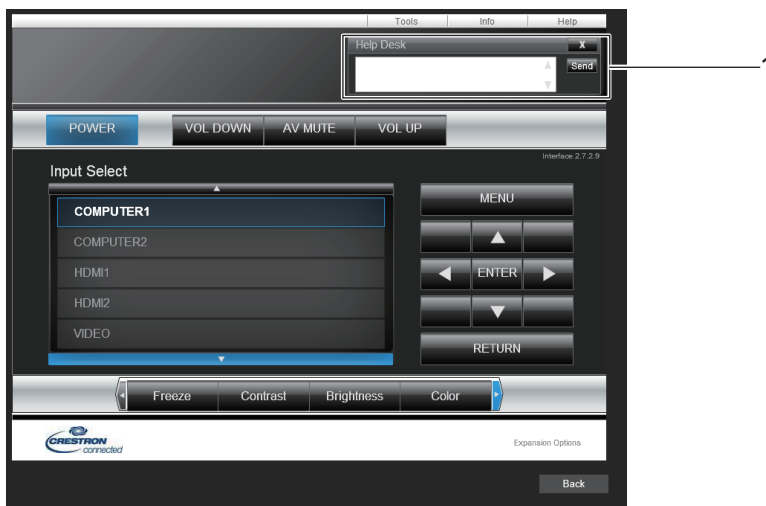 Tools Info Help
Help Desk X
Send
1
POWER VOL DOWN AV MUTE VOL UP
Interface 2.7.2.9
Input Select
COMPUTER1
MENU
COMPUTER2
HDMI1
ENTER
HDMI2
VIDEO
RETURN
Freeze Contrast Brightness Color
CRESTRON
connected
Expansion Options
Back